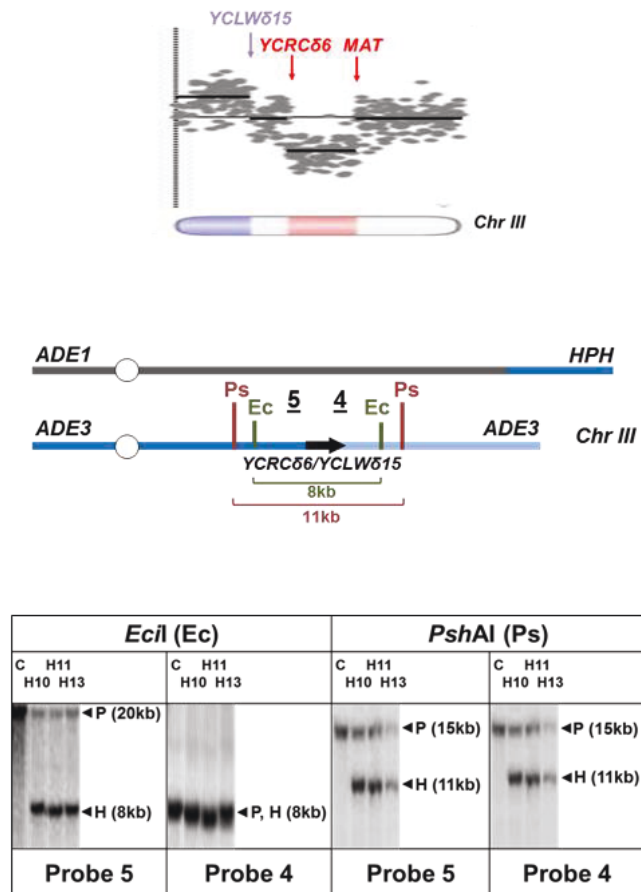 YCLWδ15
YCRCδ6 MAT
Chr III
ADE1 HPH
Ps 5 4 Ps
Ec Ec
ADE3 ADE3 Chr III
YCRCδ6/YCLWδ15
8kb
11kb
EciI (Ec) PshAI (Ps)
C H11 C H11 C H11 C H11
H10 H13 H10 H13 H10 H13 H10 H13
◄P (20kb) ◄P (15kb) ◄P (15kb)
◄H (11kb) ◄H (11kb)
◄H (8kb) ◄P, H (8kb)
Probe 5 Probe 4 Probe 5 Probe 4